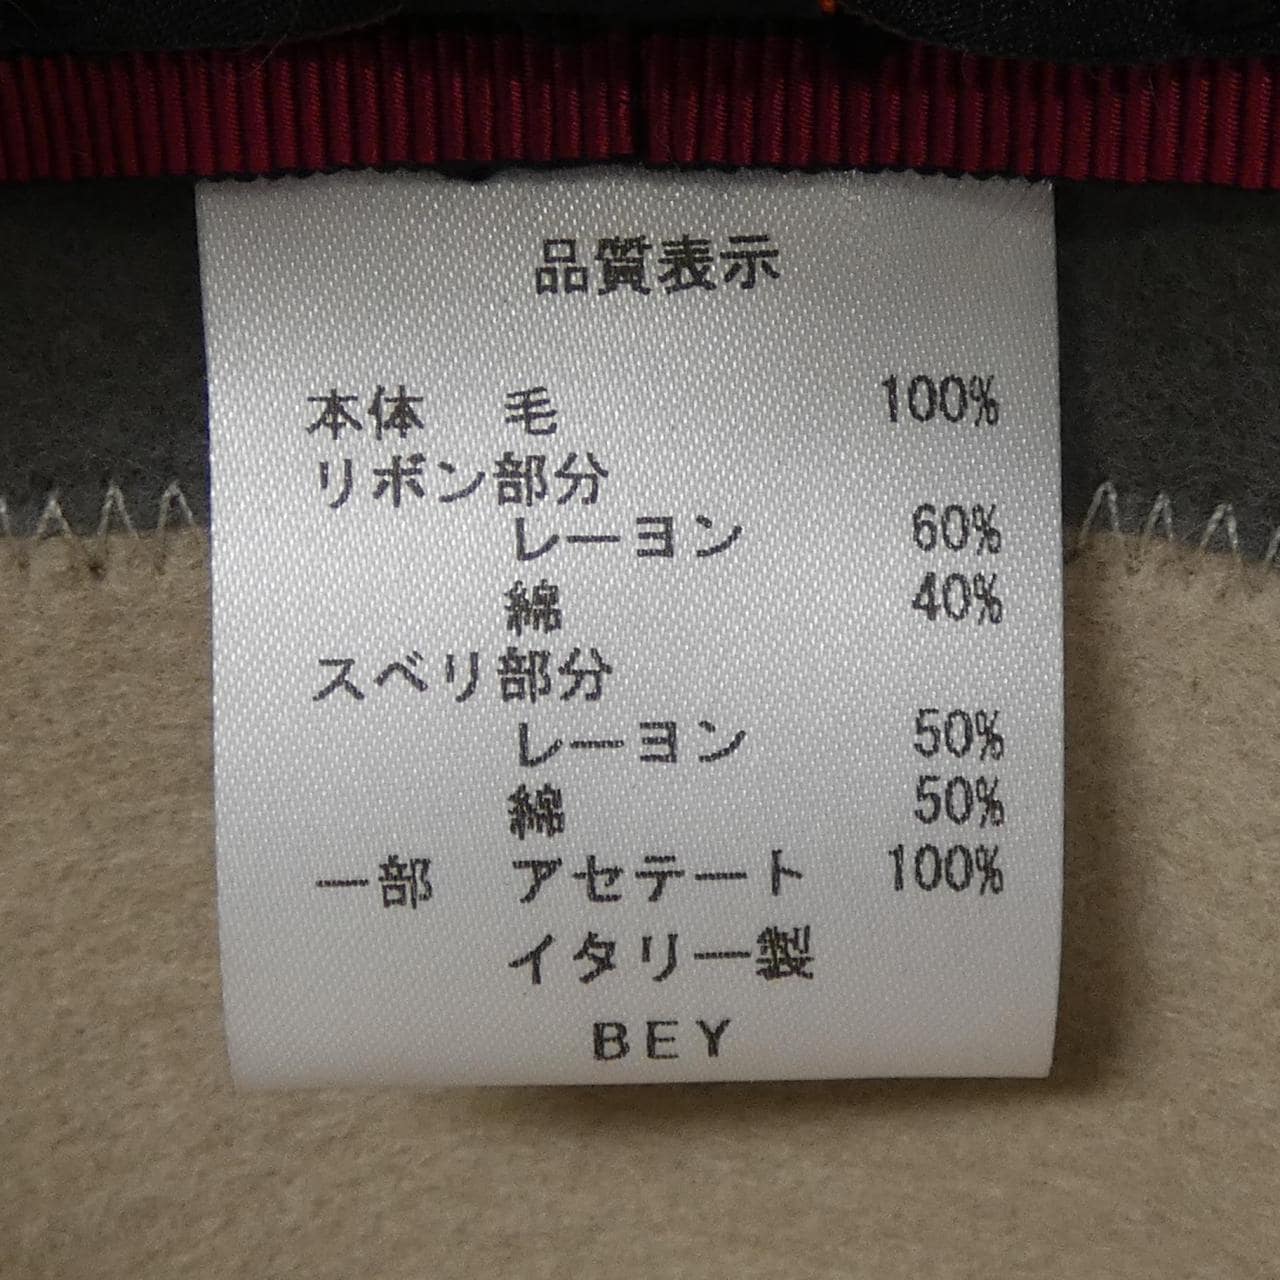 品質表示
本体 毛 100%
リボン部分
レーヨン 60%
綿 40%
スベリ部分
レーヨン 50%
綿 50%
一部 アセテート 100%
イタリー製
BEY